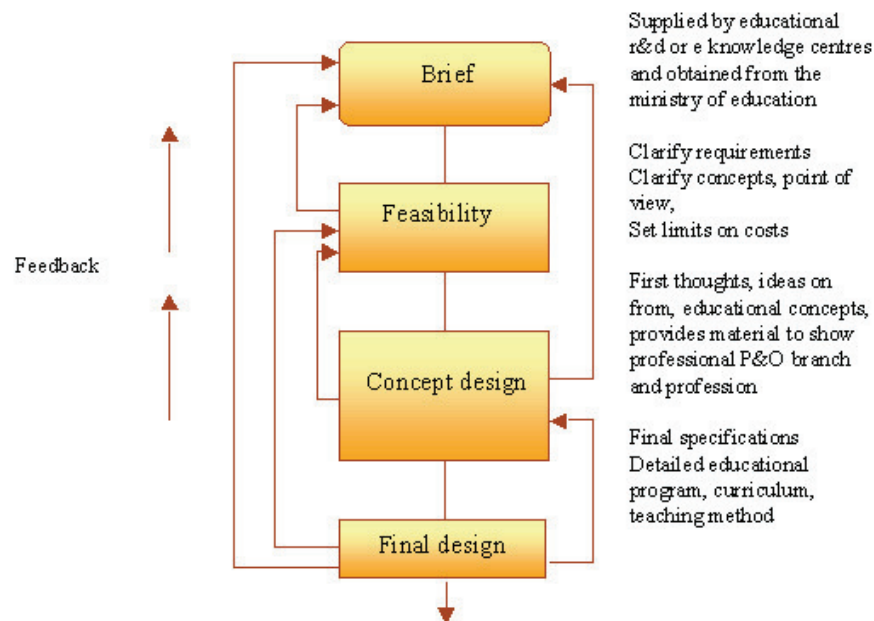 Brief
Supplied by educational
r&d or e knowledge centres
and obtained from the
ministry of education
Feasibility
Clarify requirements
Clarify concepts, point of
view,
Set limits on costs
Feedback
Concept design
First thoughts, ideas on
from, educational concepts,
provides material to show
professional P&O branch
and profession
Final design
Final specifications
Detailed educational
program, curriculum,
teaching method